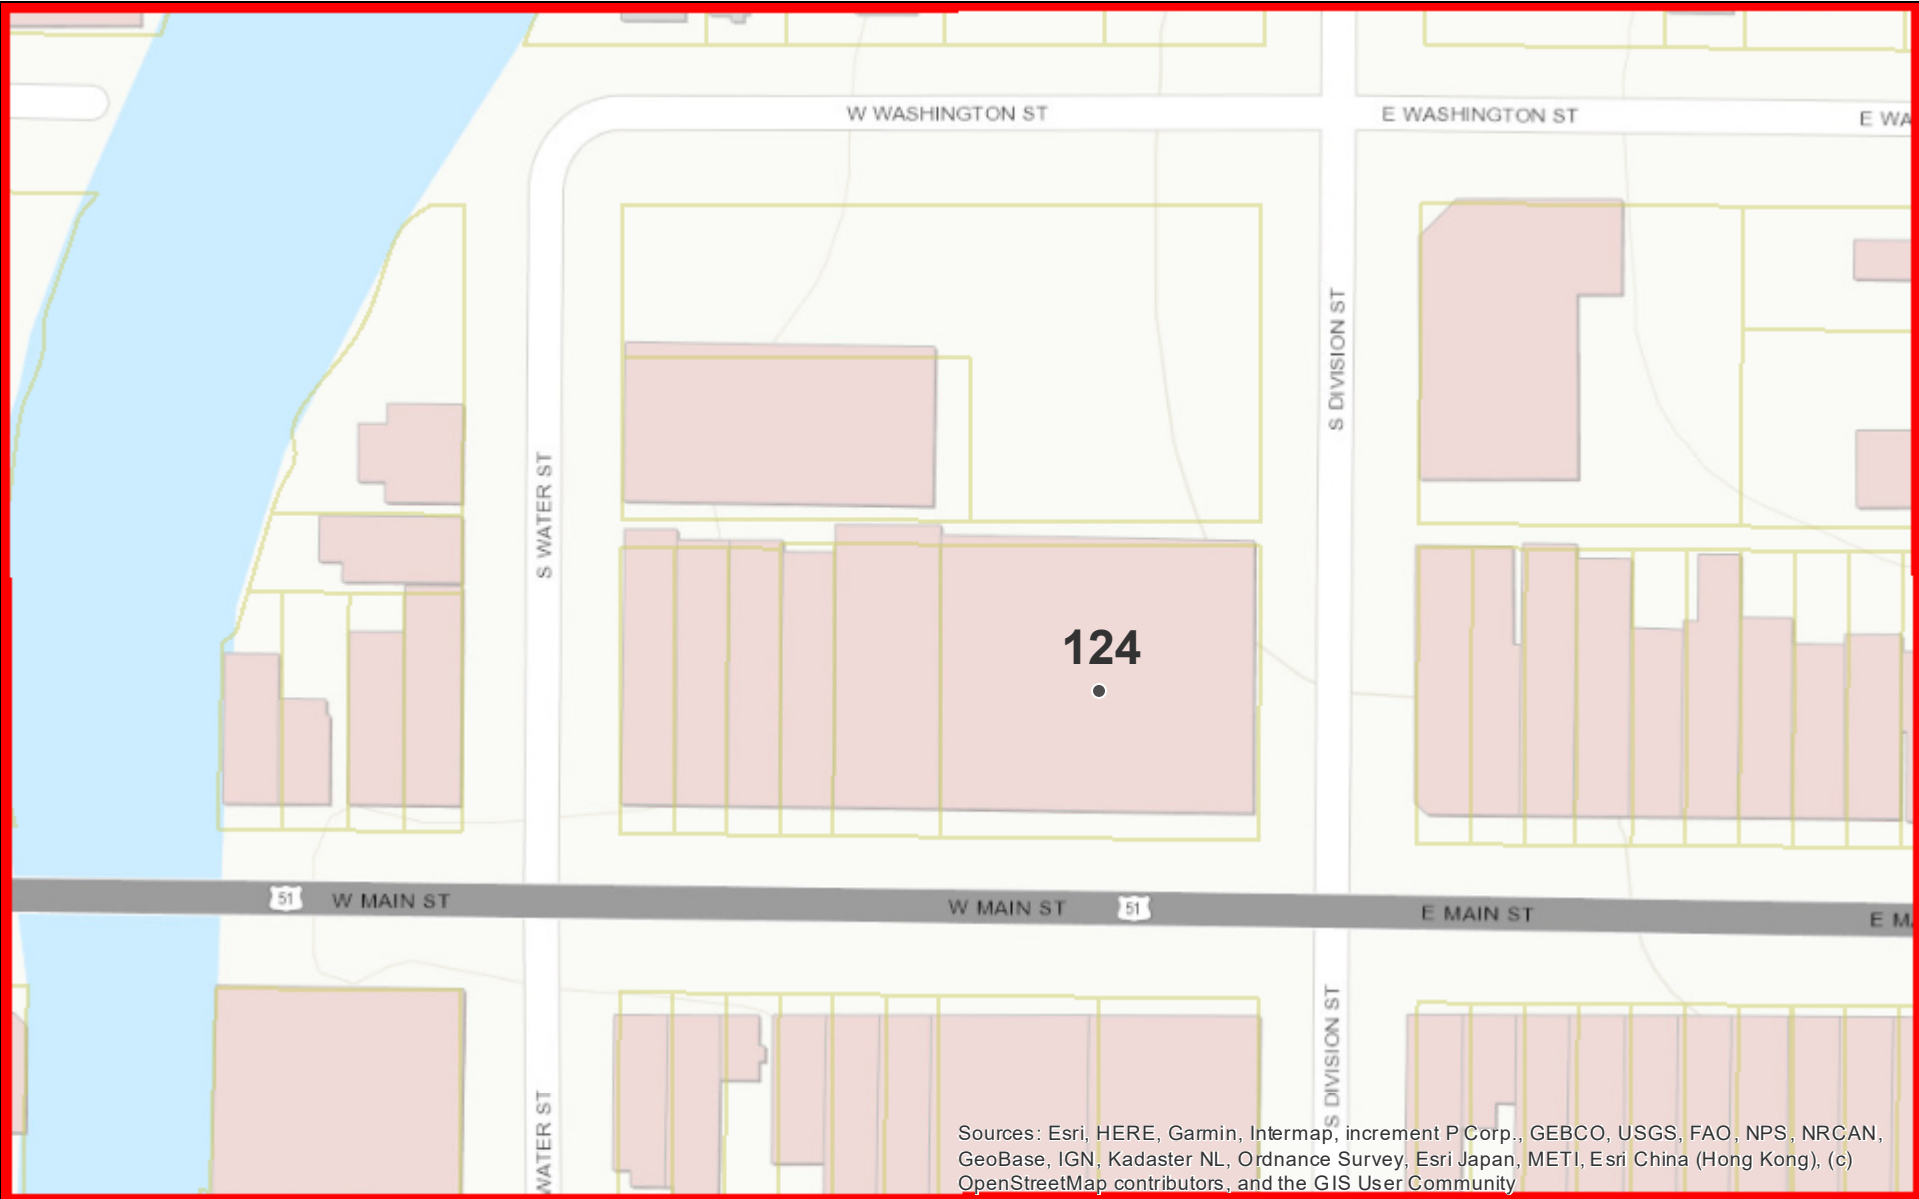 W WASHINGTON ST
E WASHINGTON ST
E WA
S DIVISION ST
S WATER ST
124
51
W MAIN ST
W MAIN ST
51
E MAIN ST
E M
S DIVISION ST
WATER ST
Sources: Esri, HERE, Garmin, Intermap, increment P Corp., GEBCO, USGS, FAO, NPS, NRCAN,
GeoBase, IGN, Kadaster NL, Ordnance Survey, Esri Japan, METI, Esri China (Hong Kong), (c)
OpenStreetMap contributors, and the GIS User Community